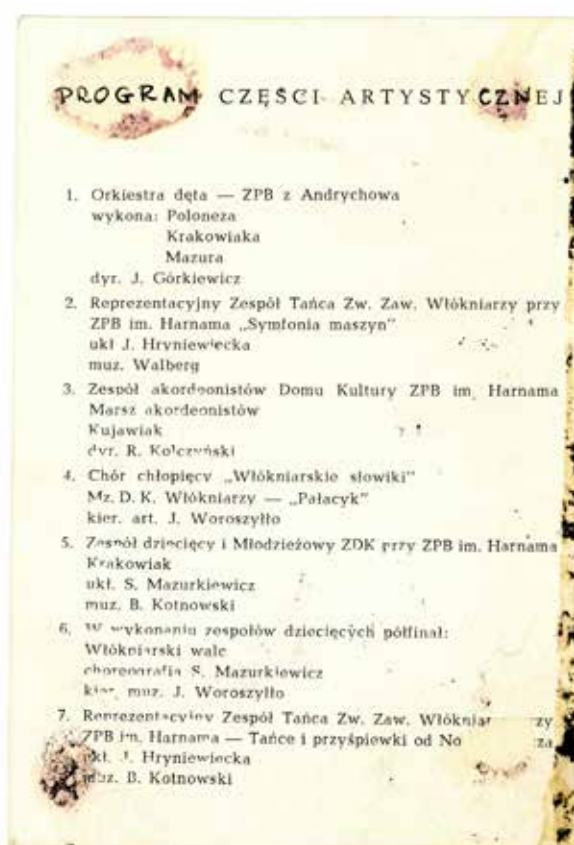 PROGRAM CZĘŚCI ARTYSTYCZNEJ
1. Orkiestra dęta — ZPB z Andrychowa
wykona: Poloneza
Krakowiaka
Mazura
dyr. J. Górkiewicz
2. Reprezentacyjny Zespół Tańca Zw. Zaw. Włókniarzy przy
ZPB im. Harnama „Symfonia maszyn"
ukł J. Hryniewiecka
muz. Walberg
3. Zespół akordeonistów Domu Kultury ZPB im. Harnama
Marsz akordeonistów
Kujawiak
dyr. R. Kolczyński
4. Chór chłopięcy „Włókniarskie słowiki"
Mz. D. K. Włókniarzy — „Pałacyk"
kier. art. J. Woroszyłło
5. Zespół dziecięcy i Młodzieżowy ZDK przy ZPB im. Harnama
Krakowiak
ukł. S. Mazurkiewicz
muz. B. Kotnowski
6. W wykonaniu zespołów dziecięcych półfinał:
Włókniarski walc
choreografia S. Mazurkiewicz
kier. muz. J. Woroszyłło
7. Reprezentacyjny Zespół Tańca Zw. Zaw. Włókniar zy
ZPB im. Harnama — Tańce i przyśpiewki od No za
ukł. J. Hryniewiecka
muz. B. Kotnowski